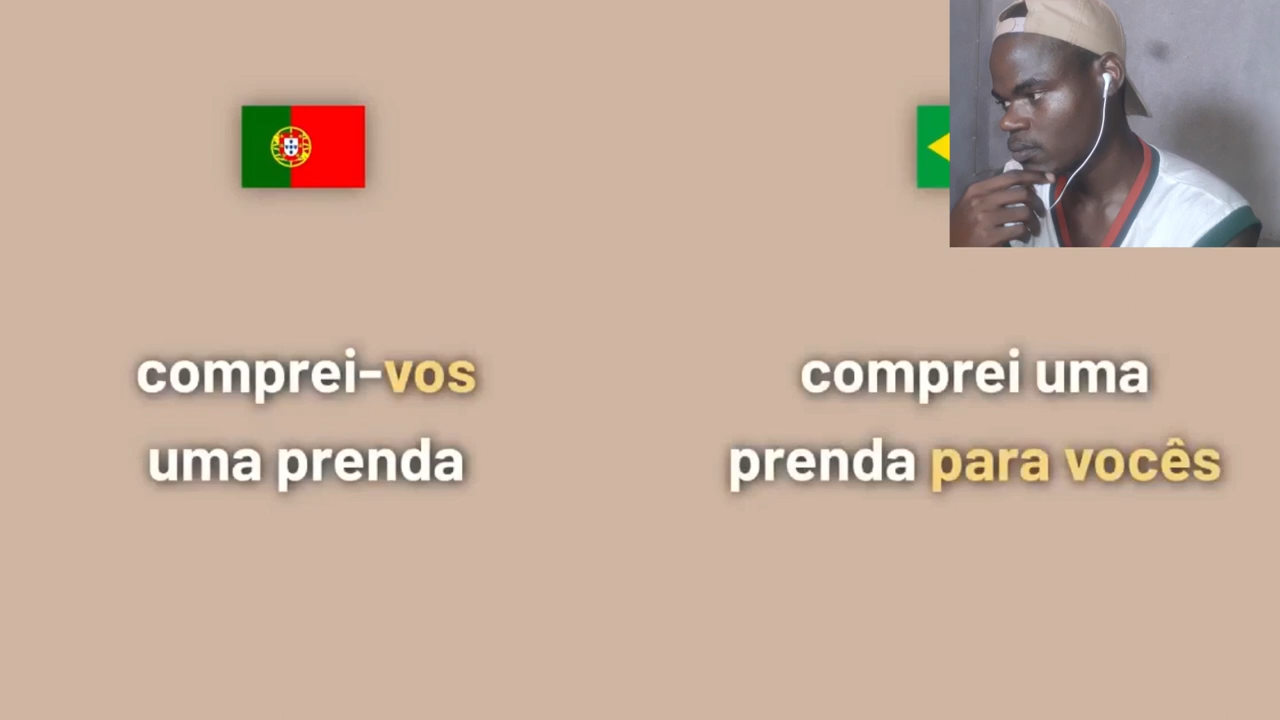 comprei-vos
uma prenda
comprei uma
prenda para vocês